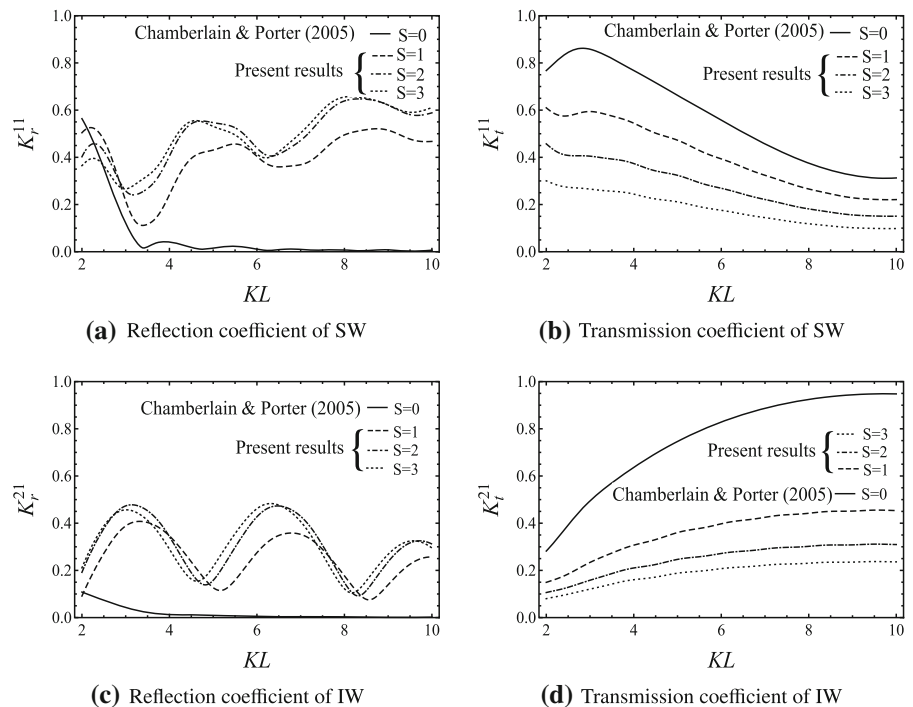 Chamberlain & Porter (2005) S=0
Present results { S=1
S=2
S=3
1.0
0.8
0.6
0.4
0.2
0.0
K_r^{11}
2 4 6 8 10
KL
(a) Reflection coefficient of SW
Chamberlain & Porter (2005) S=0
Present results { S=1
S=2
S=3
1.0
0.8
0.6
0.4
0.2
0.0
K_t^{11}
2 4 6 8 10
KL
(b) Transmission coefficient of SW
Chamberlain & Porter (2005) S=0
Present results { S=1
S=2
S=3
1.0
0.8
0.6
0.4
0.2
0.0
K_r^{21}
2 4 6 8 10
KL
(c) Reflection coefficient of IW
S=3
Present results { S=2
S=1
Chamberlain & Porter (2005) S=0
1.0
0.8
0.6
0.4
0.2
0.0
K_t^{21}
2 4 6 8 10
KL
(d) Transmission coefficient of IW